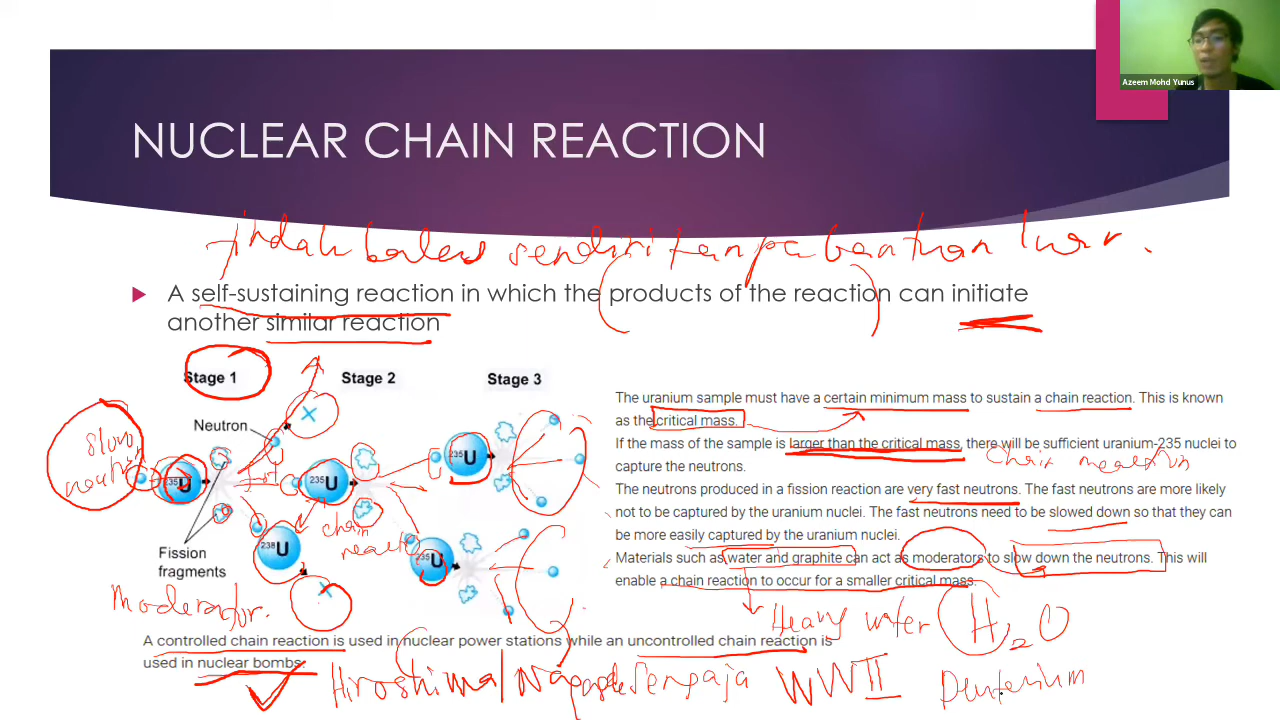 Azeem Mohd Yunus
NUCLEAR CHAIN REACTION
tindak balas sendiri tanpa bantuan luar.
A self-sustaining reaction in which the products of the reaction can initiate
another similar reaction
Stage 1
Stage 2
Stage 3
Neutron
slow
neutron
235U
235U
235U
238U
235U
Fission
fragments
chain
Moderator.
The uranium sample must have a certain minimum mass to sustain a chain reaction. This is known
as the critical mass.
If the mass of the sample is larger than the critical mass, there will be sufficient uranium-235 nuclei to
capture the neutrons.
chain reaction
The neutrons produced in a fission reaction are very fast neutrons. The fast neutrons are more likely
not to be captured by the uranium nuclei. The fast neutrons need to be slowed down so that they can
be more easily captured by the uranium nuclei.
Materials such as water and graphite can act as moderators to slow down the neutrons. This will
enable a chain reaction to occur for a smaller critical mass.
Heavy water H2O
A controlled chain reaction is used in nuclear power stations while an uncontrolled chain reaction is
used in nuclear bombs.
Hiroshima/ WWII Deuterium